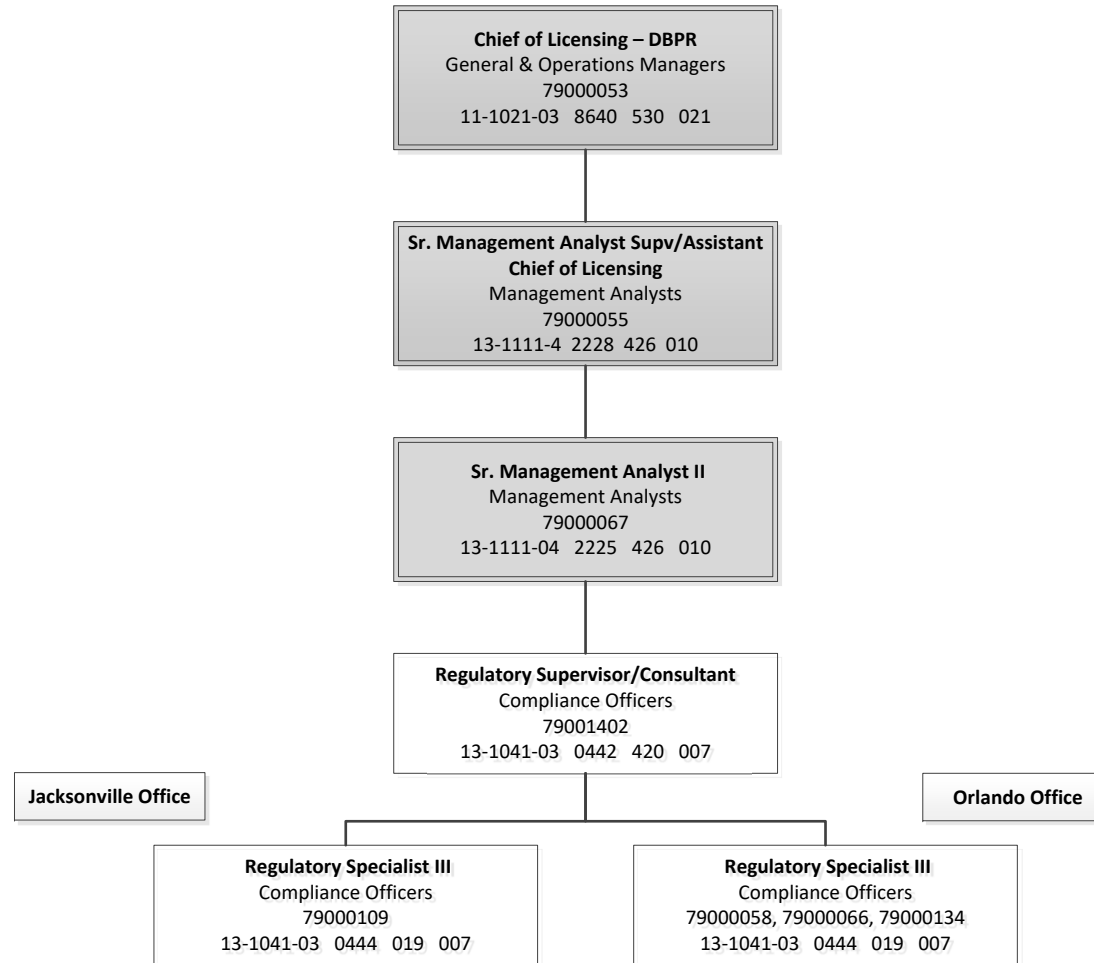 Chief of Licensing – DBPR
General & Operations Managers
79000053
11-1021-03 8640 530 021
Sr. Management Analyst Supv/Assistant
Chief of Licensing
Management Analysts
79000055
13-1111-4 2228 426 010
Sr. Management Analyst II
Management Analysts
79000067
13-1111-04 2225 426 010
Regulatory Supervisor/Consultant
Compliance Officers
79001402
13-1041-03 0442 420 007
Jacksonville Office
Orlando Office
Regulatory Specialist III
Compliance Officers
79000109
13-1041-03 0444 019 007
Regulatory Specialist III
Compliance Officers
79000058, 79000066, 79000134
13-1041-03 0444 019 007